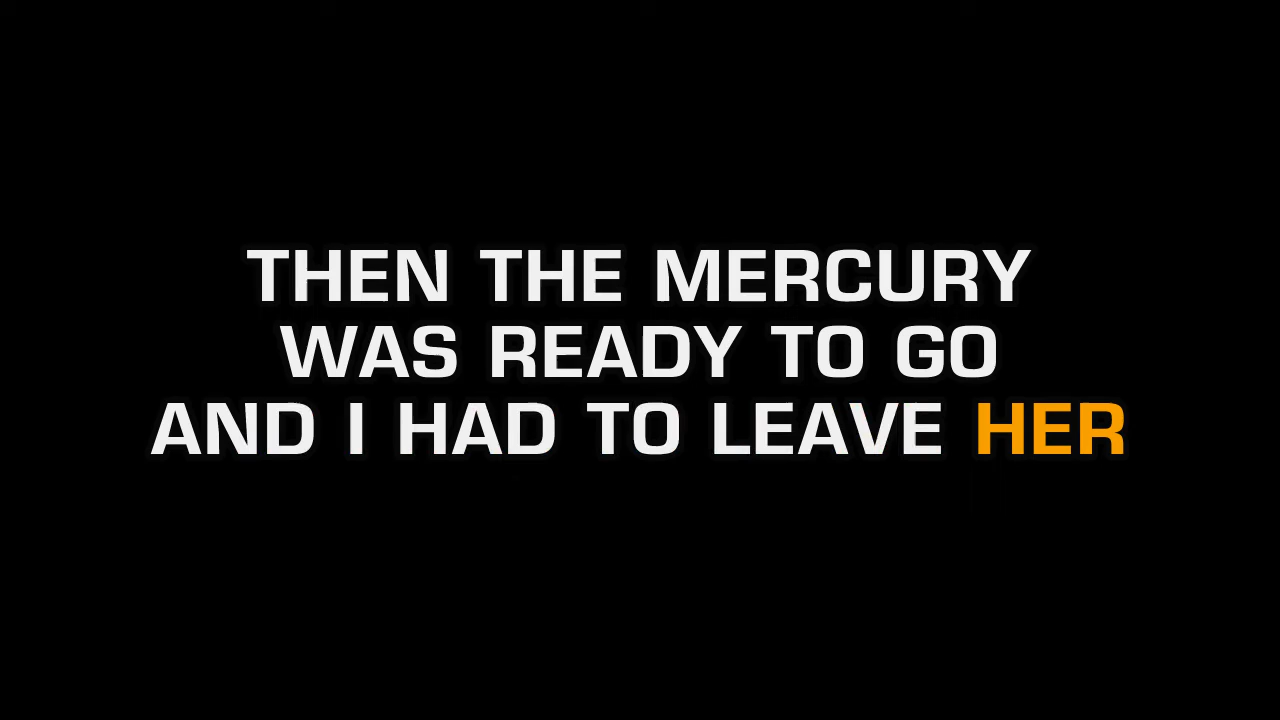 THEN THE MERCURY
WAS READY TO GO
AND I HAD TO LEAVE HER